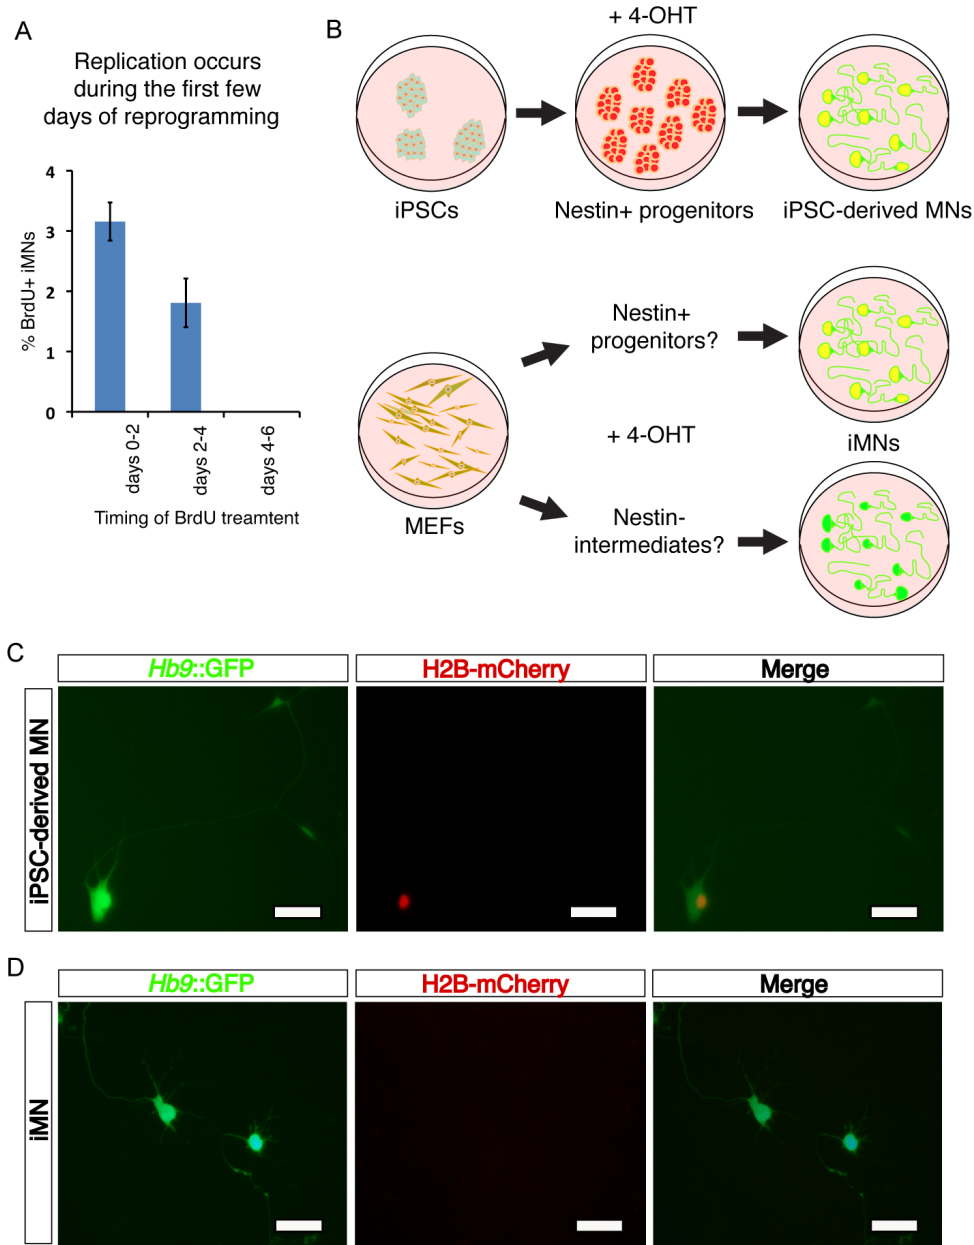 A
Replication occurs
during the first few
days of reprogramming
4
3
2
1
0
% BrdU+ iMNs
days 0-2
days 2-4
days 4-6
Timing of BrdU treamtent
B
+ 4-OHT
iPSCs
Nestin+ progenitors
iPSC-derived MNs
MEFs
Nestin+
progenitors?
+ 4-OHT
Nestin-
intermediates?
iMNs
C
Hb9::GFP
H2B-mCherry
Merge
iPSC-derived MN
D
Hb9::GFP
H2B-mCherry
Merge
iMN